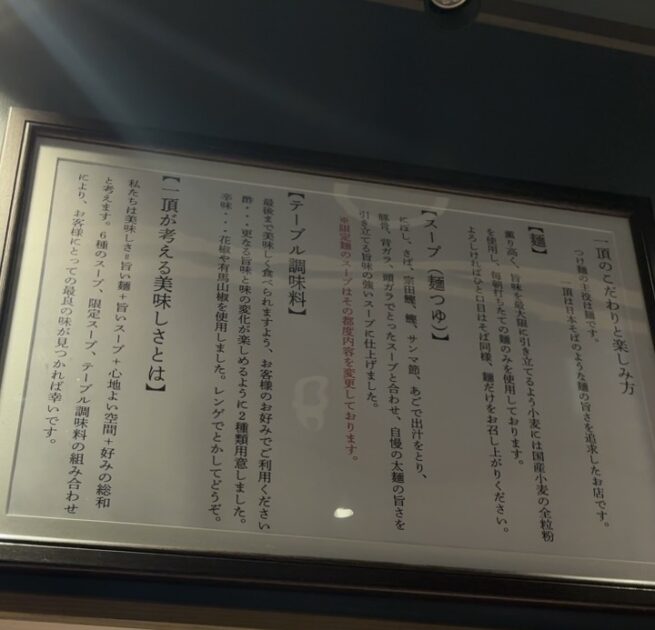 一頂のこだわりと楽しみ方
つけ麺の主役は麺です。
一頂は日本そばのような麺の旨さを追求したお店です。
【麺】
薫り高く、旨味を最大限に引き立てるよう小麦には国産小麦の全粒粉
を使用し、毎朝打ちたての麺のみを使用しております。
よろしければひと口目はそば同様、麺だけをお召し上がりください。
【スープ（麺つゆ）】
にぼし、さば、宗田鰹、鰹、サンマ節、あごで出汁をとり、
豚骨、背ガラ、頭ガラでとったスープと合わせ、自慢の太麺の旨さを
引き立てる旨味の強いスープに仕上げました。
※限定麺のスープはその都度内容を変更しております。
【テーブル調味料】
最後まで美味しく食べられますよう、お客様のお好みでご利用ください
酢・・・更なる旨味と味の変化が楽しめるように2種類用意しました。
辛味・・・花椒や有馬山椒を使用しました。レンゲでとかしてどうぞ。
【一頂が考える美味しさとは】
私たちは美味しさ=旨い麺+旨いスープ+心地よい空間+好みの総和
と考えます。6種のスープ、限定スープ、テーブル調味料の組み合わせ
により、お客様にとっての最良の味が見つかれば幸いです。